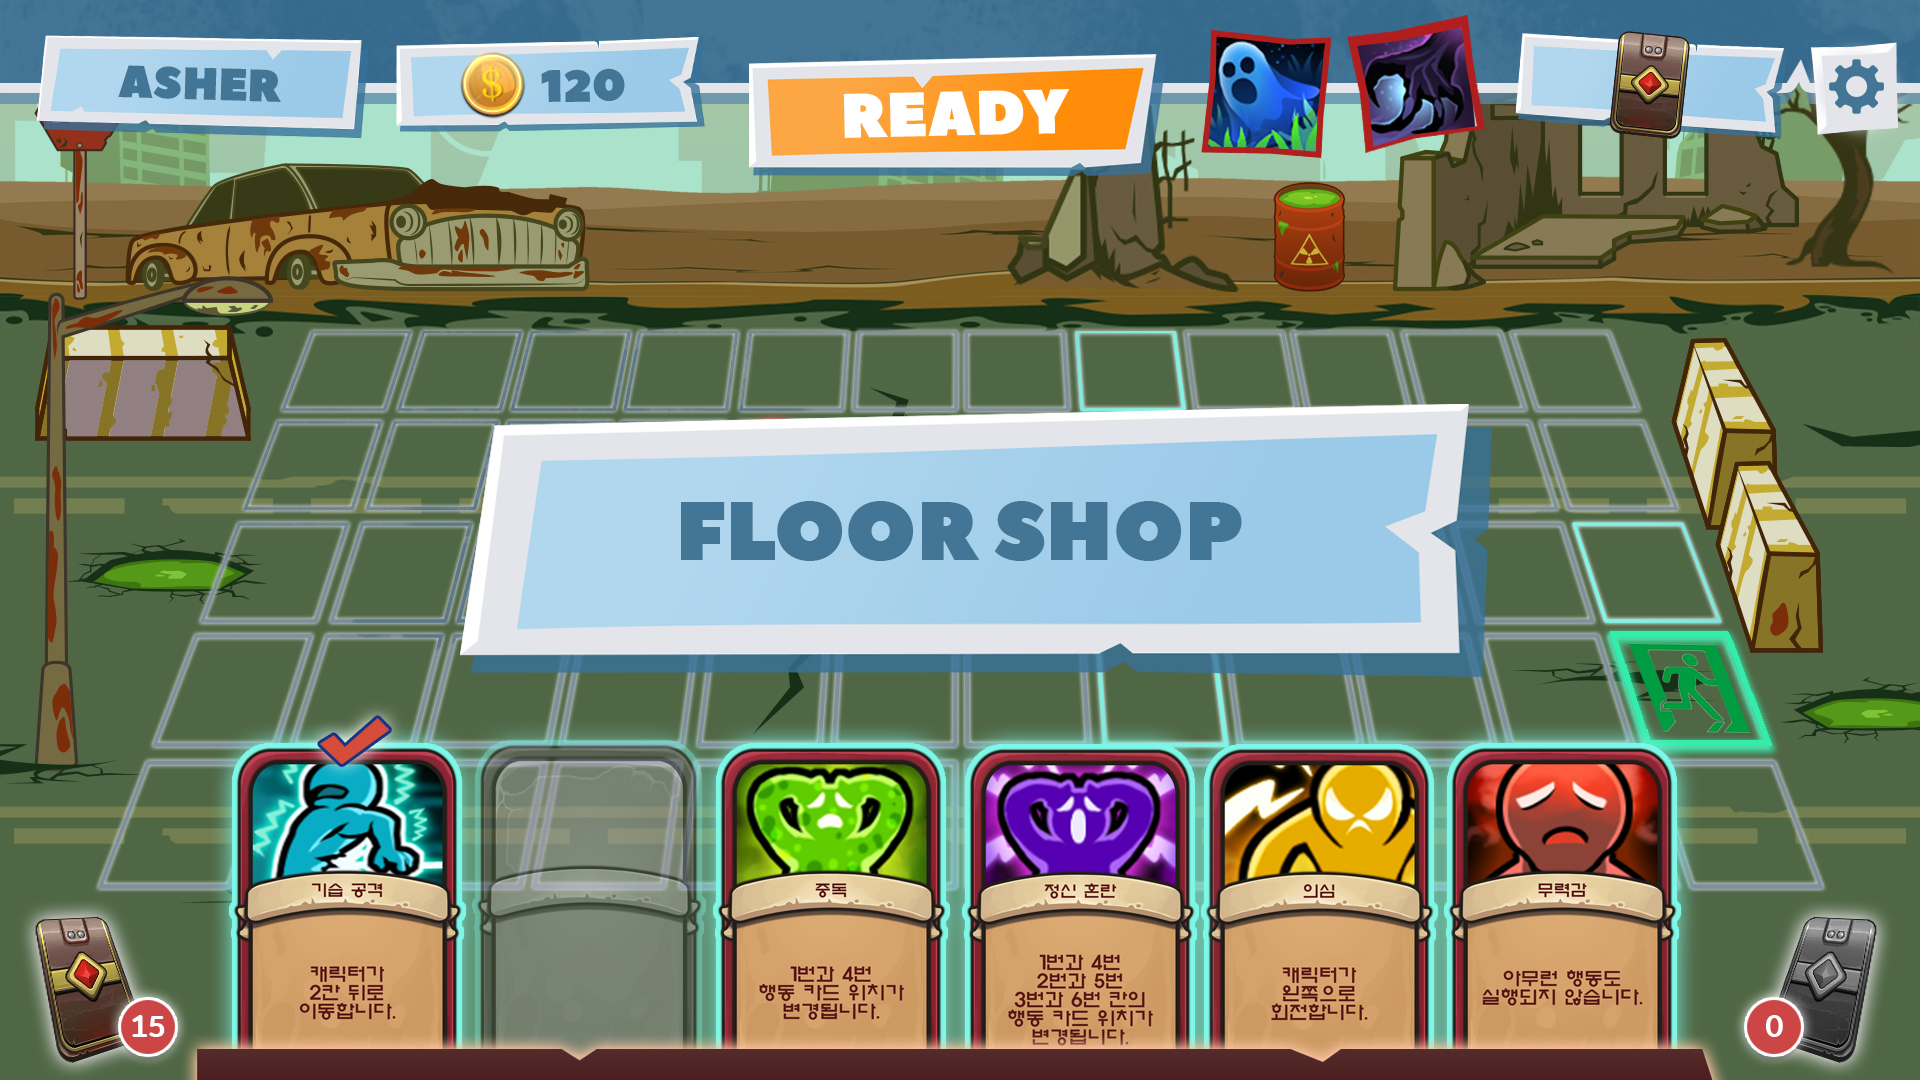 ASHER
120
READY
FLOOR SHOP
기습 공격
캐릭터가
2칸 뒤로
이동합니다.
중독
1번과 4번
행동 카드 위치가
변경됩니다.
정신 혼란
1번과 4번
2번과 5번
3번과 6번 칸의
행동 카드 위치가
변경됩니다.
의심
캐릭터가
왼쪽으로
회전합니다.
무력감
아무런 행동도
실행되지 않습니다.
15
0